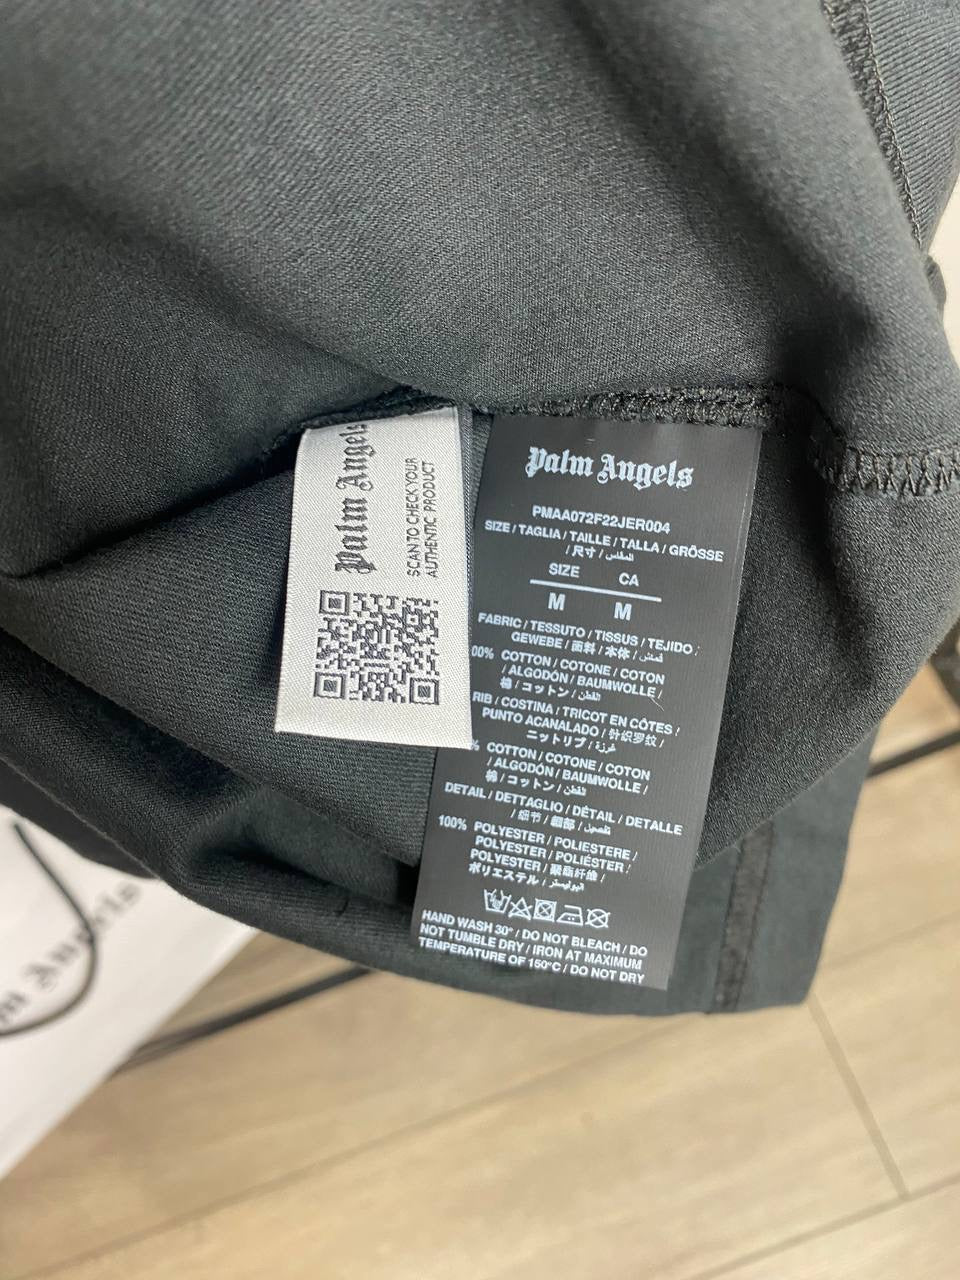 Palm Angels
SCAN TO CHECK YOUR
AUTHENTIC PRODUCT
Palm Angels
PMAA072F22JER004
SIZE / TAGLIA / TAILLE / TALLA / GRÖSSE
/ 尺寸 / المقاس
SIZE CA
M M
FABRIC / TESSUTO / TISSUS / TEJIDO /
GEWEBE / 面料 / 本体 / قماش
00% COTTON / COTONE / COTON
/ ALGODÓN / BAUMWOLLE /
棉 / コットン / القطن
RIB / COSTINA / TRICOT EN CÔTES /
PUNTO ACANALADO / 针织罗纹 /
ニットリブ / غرزة
% COTTON / COTONE / COTON
/ ALGODÓN / BAUMWOLLE /
棉 / コットン / القطن
DETAIL / DETTAGLIO / DÉTAIL / DETALLE
/ 细节 / 細部 / تفصيل
100% POLYESTER / POLIESTERE /
POLYESTER / POLIÉSTER /
POLYESTER / 聚酯纤维 /
ポリエステル / البوليستر
HAND WASH 30° / DO NOT BLEACH / DO
NOT TUMBLE DRY / IRON AT MAXIMUM
TEMPERATURE OF 150°C / DO NOT DRY
Angels